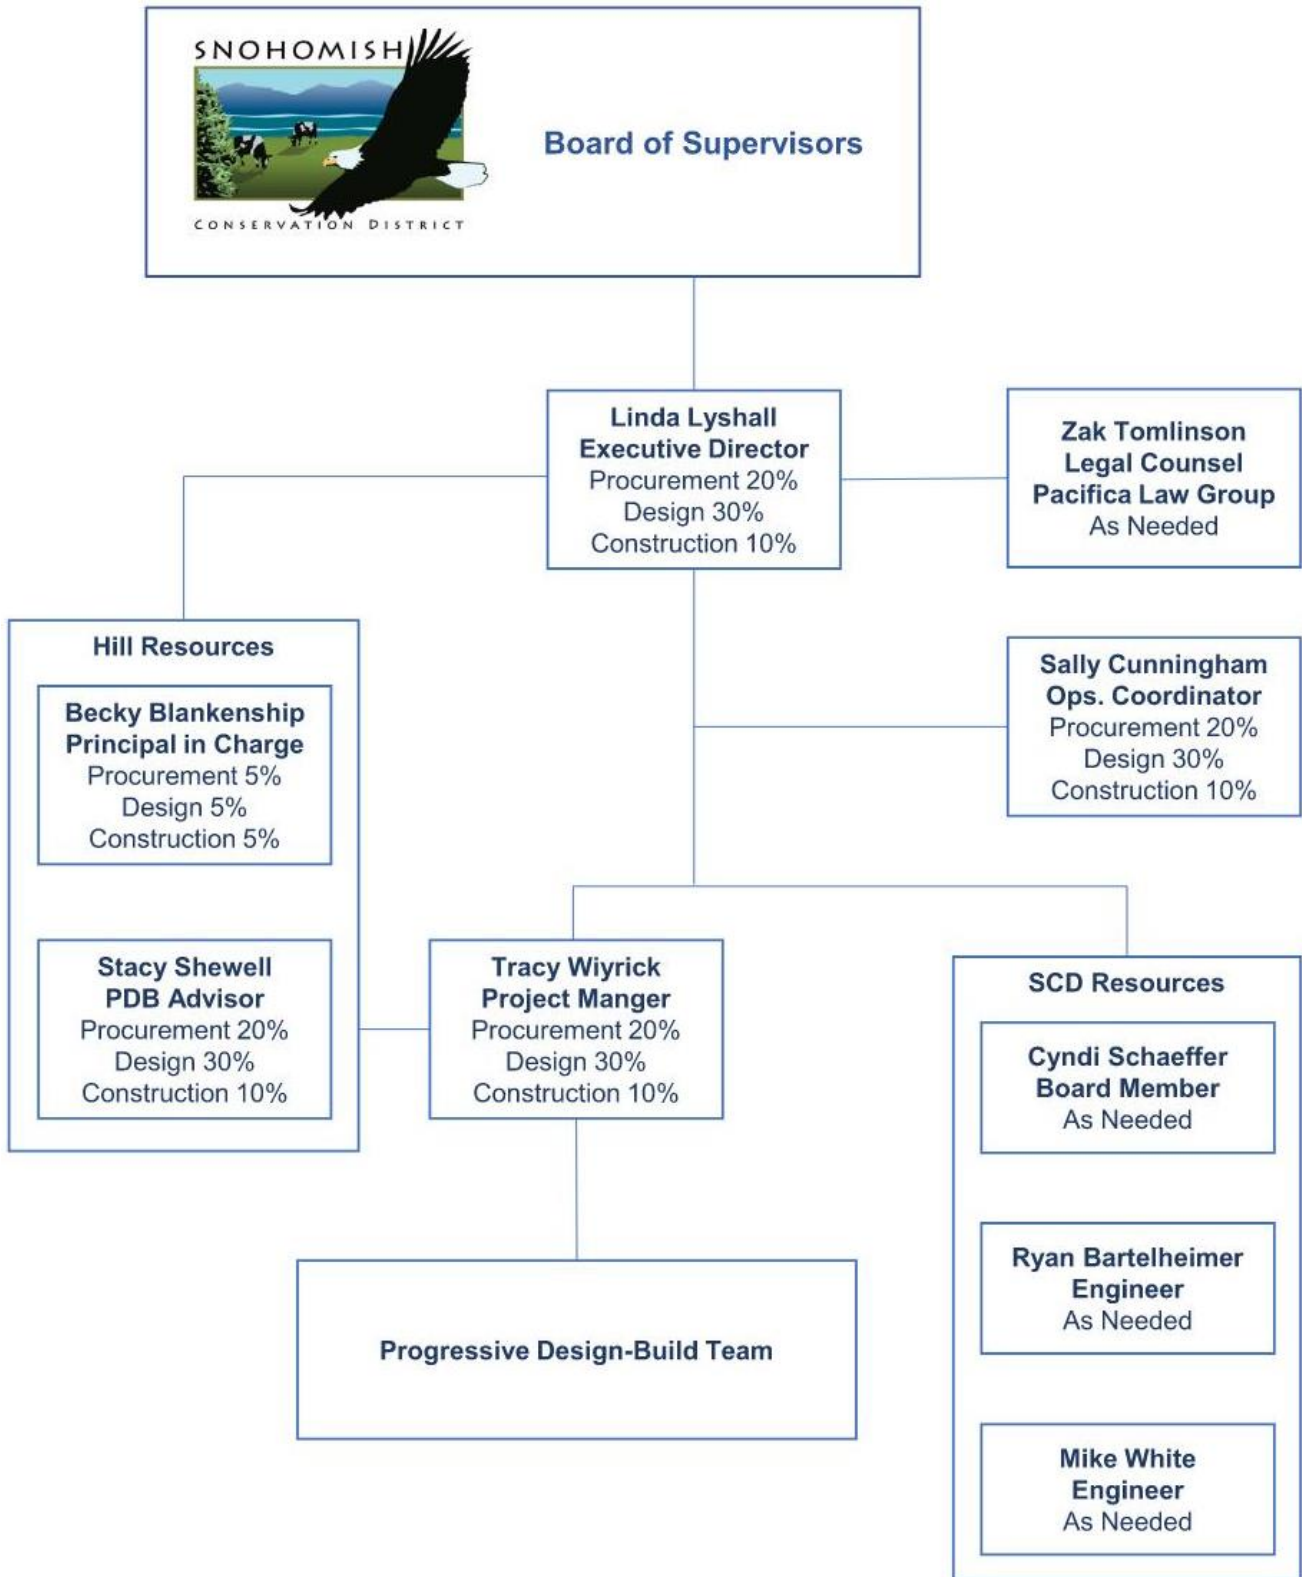 SNOHOMISH
CONSERVATION DISTRICT
Board of Supervisors
Linda Lyshall
Executive Director
Procurement 20%
Design 30%
Construction 10%
Zak Tomlinson
Legal Counsel
Pacifica Law Group
As Needed
Hill Resources
Becky Blankenship
Principal in Charge
Procurement 5%
Design 5%
Construction 5%
Sally Cunningham
Ops. Coordinator
Procurement 20%
Design 30%
Construction 10%
Stacy Shewell
PDB Advisor
Procurement 20%
Design 30%
Construction 10%
Tracy Wiyrick
Project Manger
Procurement 20%
Design 30%
Construction 10%
SCD Resources
Cyndi Schaeffer
Board Member
As Needed
Ryan Bartelheimer
Engineer
As Needed
Mike White
Engineer
As Needed
Progressive Design-Build Team